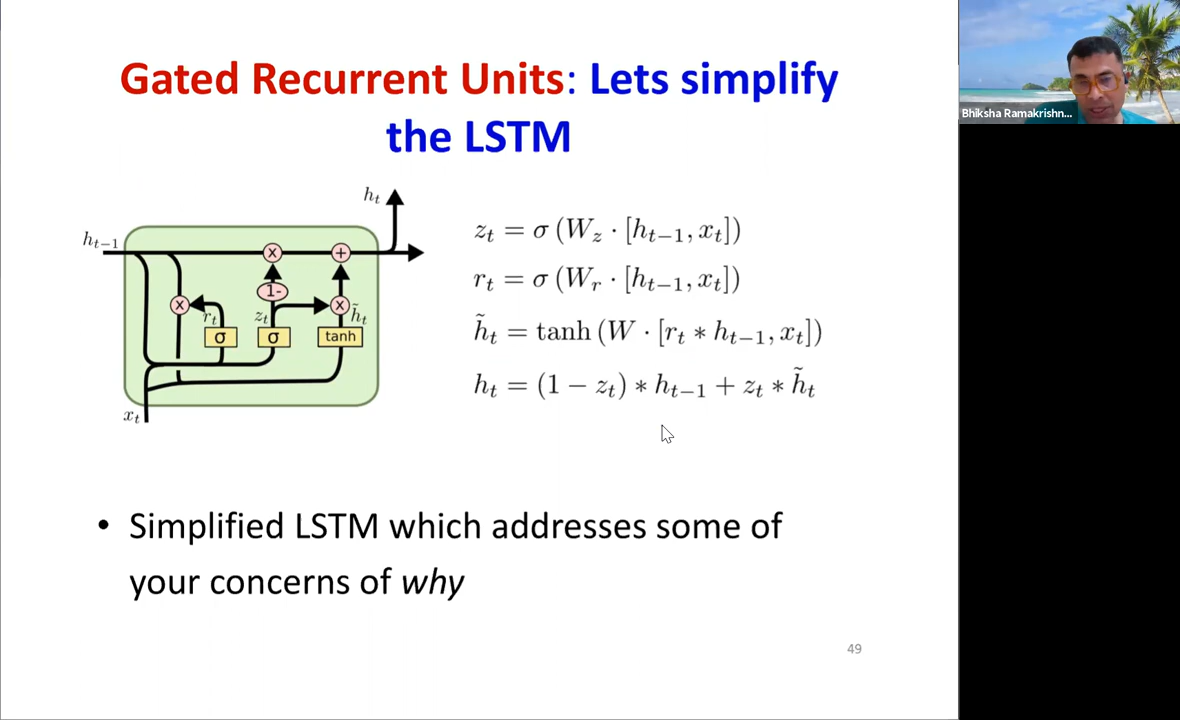 Gated Recurrent Units: Lets simplify
the LSTM
h_t
h_{t-1}
x
+
1-
x
x
r_t
z_t
h̃_t
σ
σ
tanh
x_t
z_t = σ (W_z · [h_{t-1}, x_t])
r_t = σ (W_r · [h_{t-1}, x_t])
h̃_t = tanh (W · [r_t * h_{t-1}, x_t])
h_t = (1 − z_t) * h_{t-1} + z_t * h̃_t
• Simplified LSTM which addresses some of
your concerns of why
49
Bhiksha Ramakrishn...